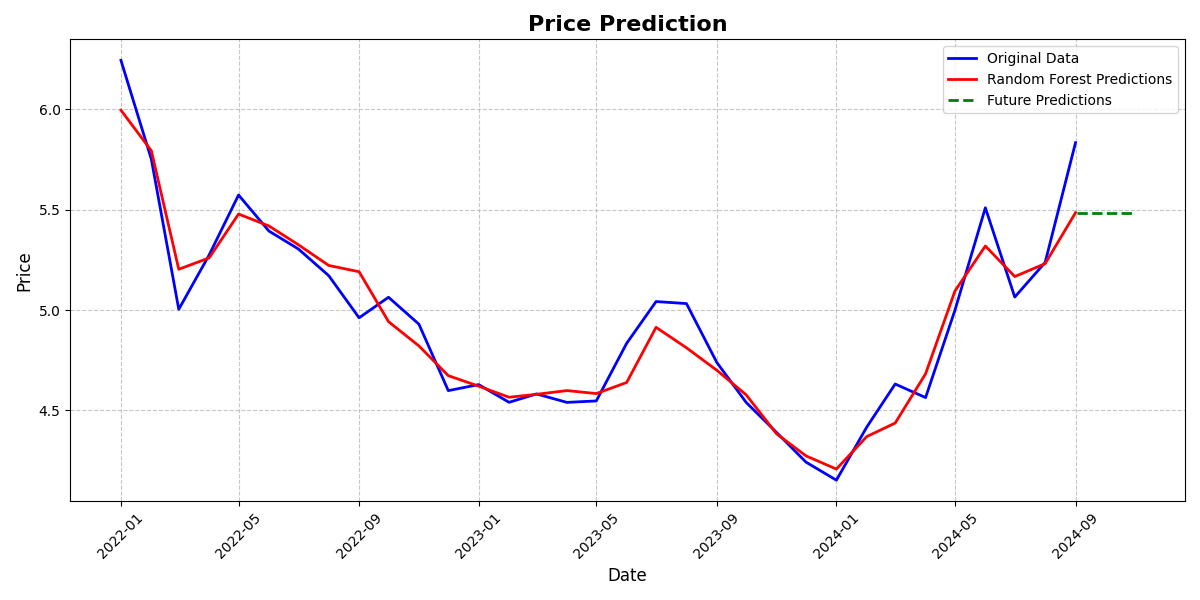 Price Prediction
Original Data
Random Forest Predictions
Future Predictions
Price
6.0
5.5
5.0
4.5
2022-01
2022-05
2022-09
2023-01
2023-05
2023-09
2024-01
2024-05
2024-09
Date